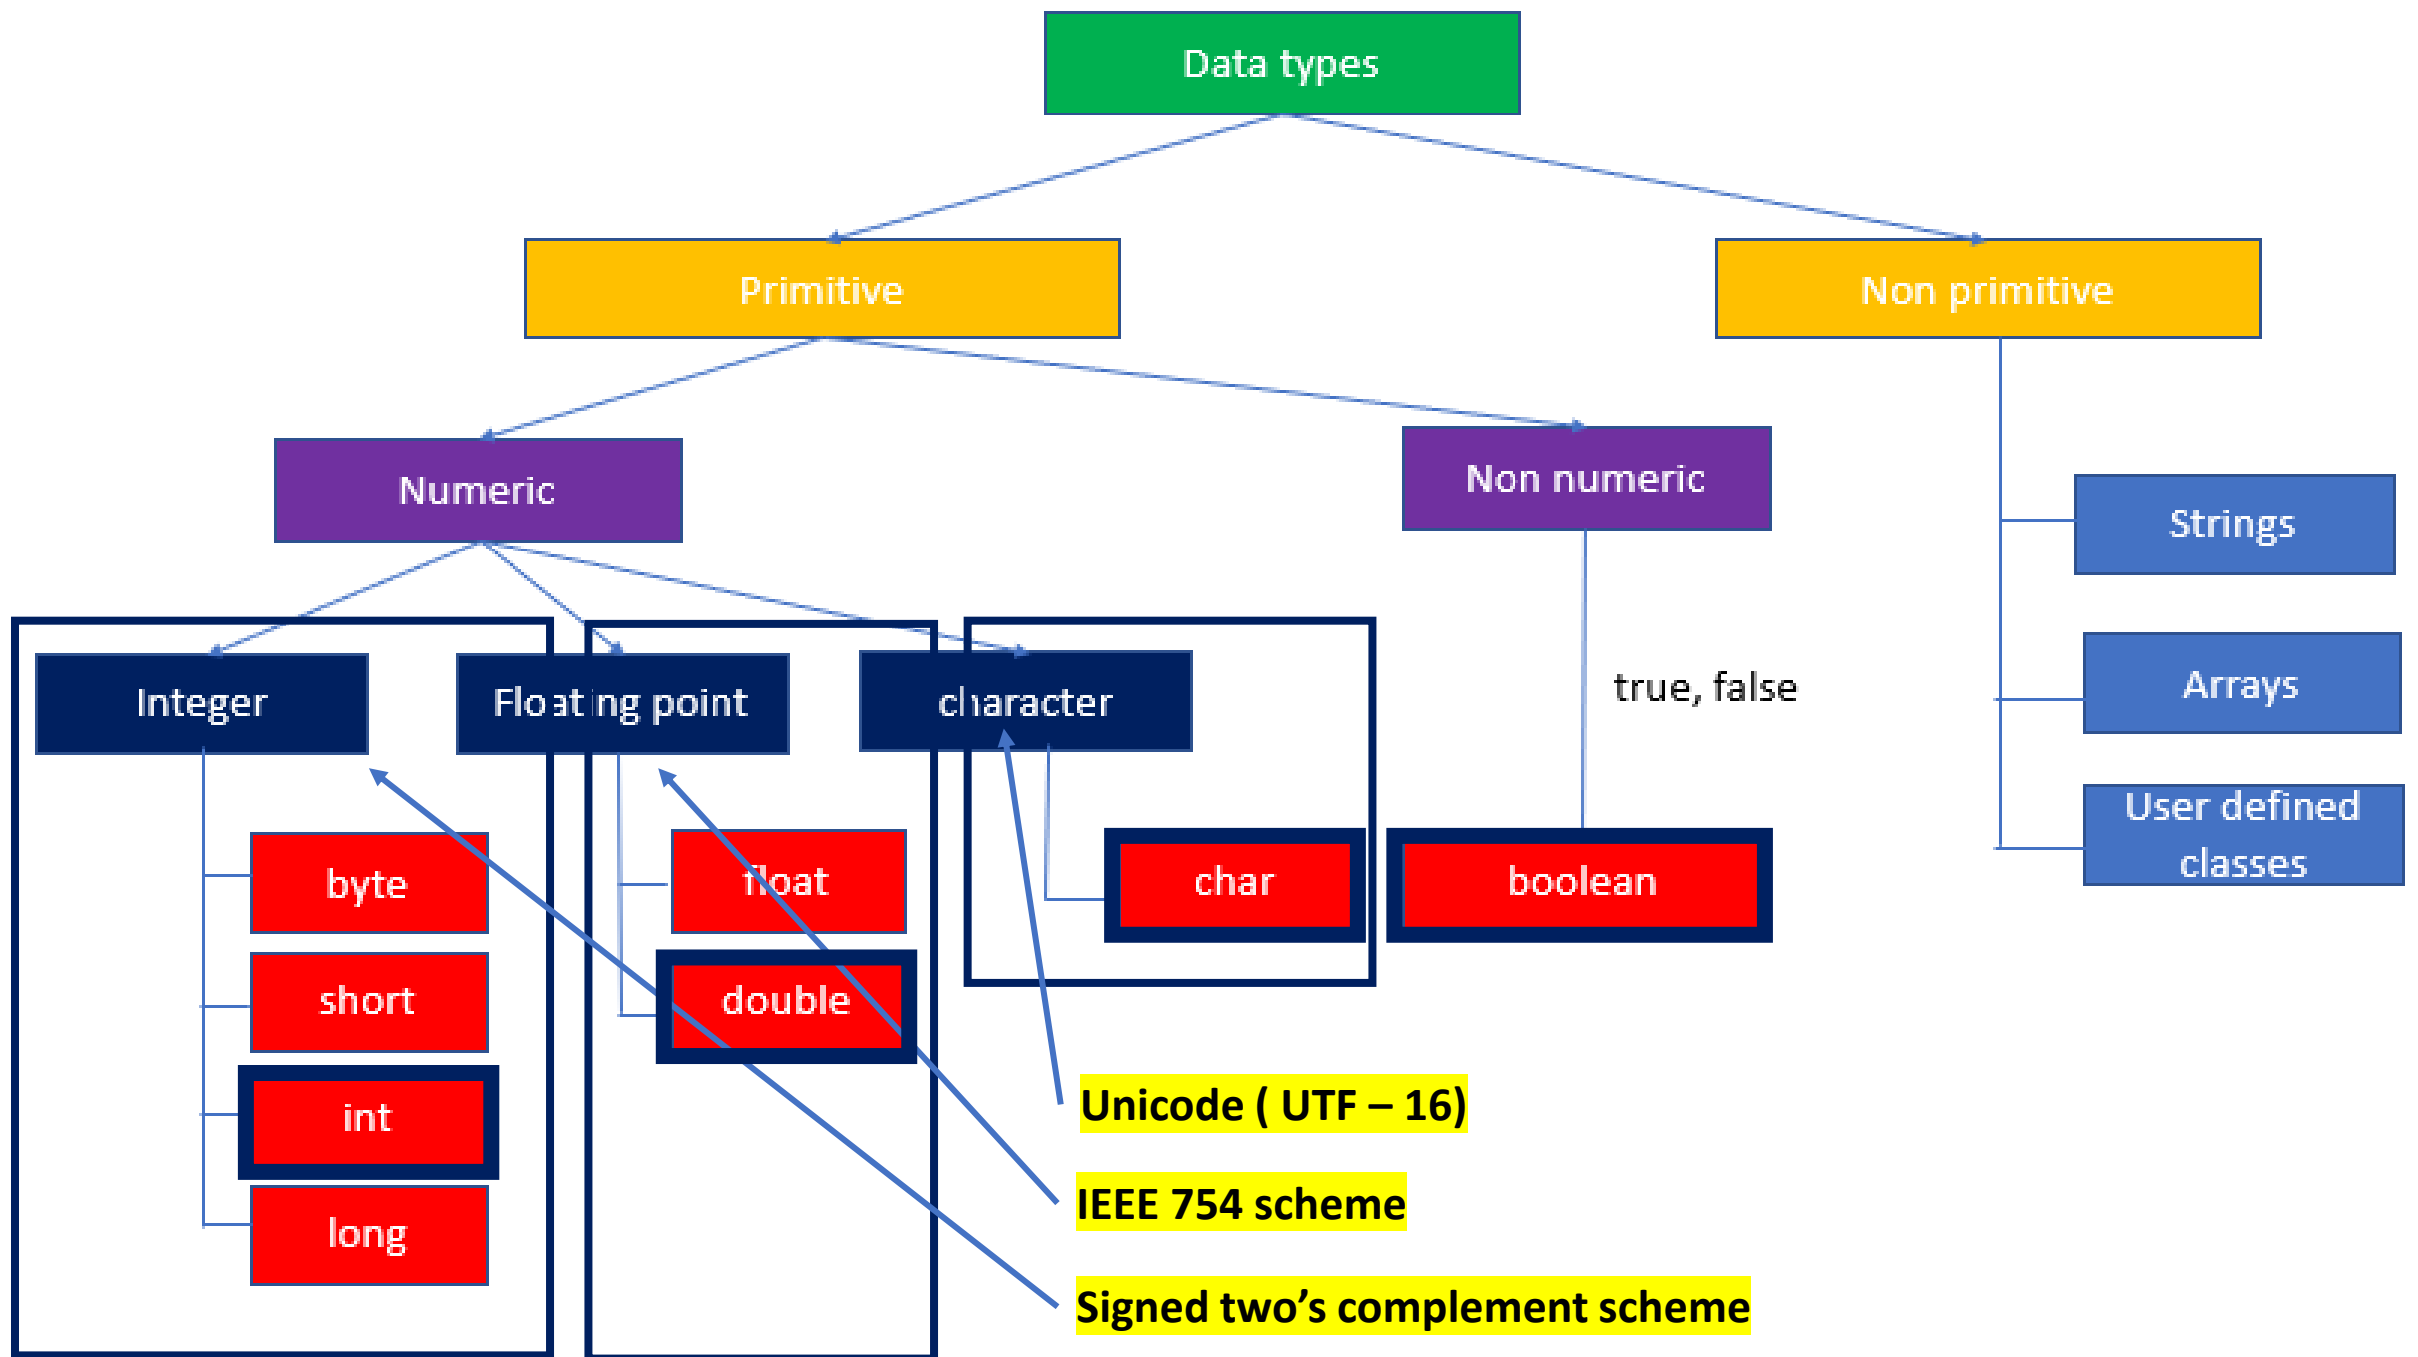 Data types
Primitive
Non primitive
Numeric
Non numeric
Strings
Integer
Floating point
character
true, false
Arrays
User defined
classes
byte
float
char
boolean
short
double
int
long
Unicode ( UTF – 16)
IEEE 754 scheme
Signed two’s complement scheme